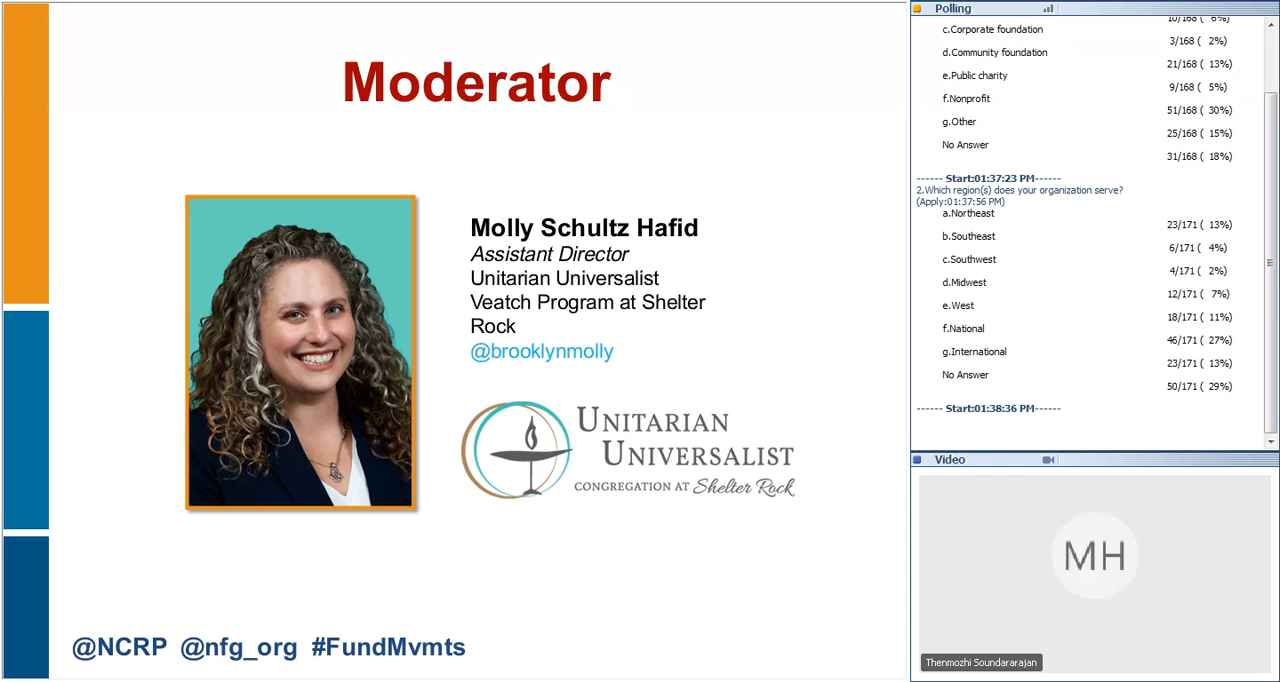 Moderator
Molly Schultz Hafid
Assistant Director
Unitarian Universalist
Veatch Program at Shelter
Rock
@brooklynmolly
UNITARIAN
UNIVERSALIST
CONGREGATION AT Shelter Rock
@NCRP @nfg_org #FundMvmts
Polling
10/168 ( 6%)
c.Corporate foundation
3/168 ( 2%)
d.Community foundation
21/168 ( 13%)
e.Public charity
9/168 ( 5%)
f.Nonprofit
51/168 ( 30%)
g.Other
25/168 ( 15%)
No Answer
31/168 ( 18%)
------ Start:01:37:23 PM------
2.Which region(s) does your organization serve?
(Apply:01:37:56 PM)
a.Northeast
23/171 ( 13%)
b.Southeast
6/171 ( 4%)
c.Southwest
4/171 ( 2%)
d.Midwest
12/171 ( 7%)
e.West
18/171 ( 11%)
f.National
46/171 ( 27%)
g.International
23/171 ( 13%)
No Answer
50/171 ( 29%)
------ Start:01:38:36 PM------
Video
MH
Thenmozhi Soundararajan